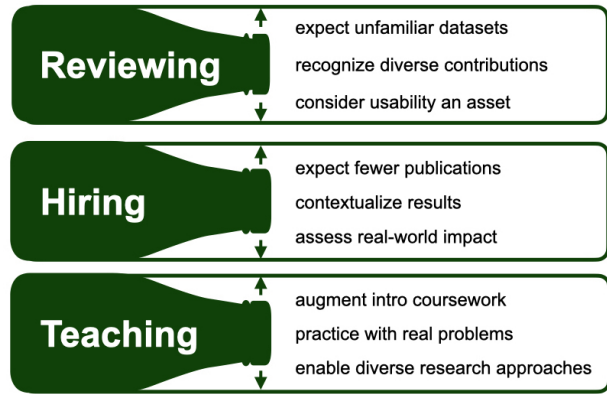 Reviewing
expect unfamiliar datasets
recognize diverse contributions
consider usability an asset
Hiring
expect fewer publications
contextualize results
assess real-world impact
Teaching
augment intro coursework
practice with real problems
enable diverse research approaches